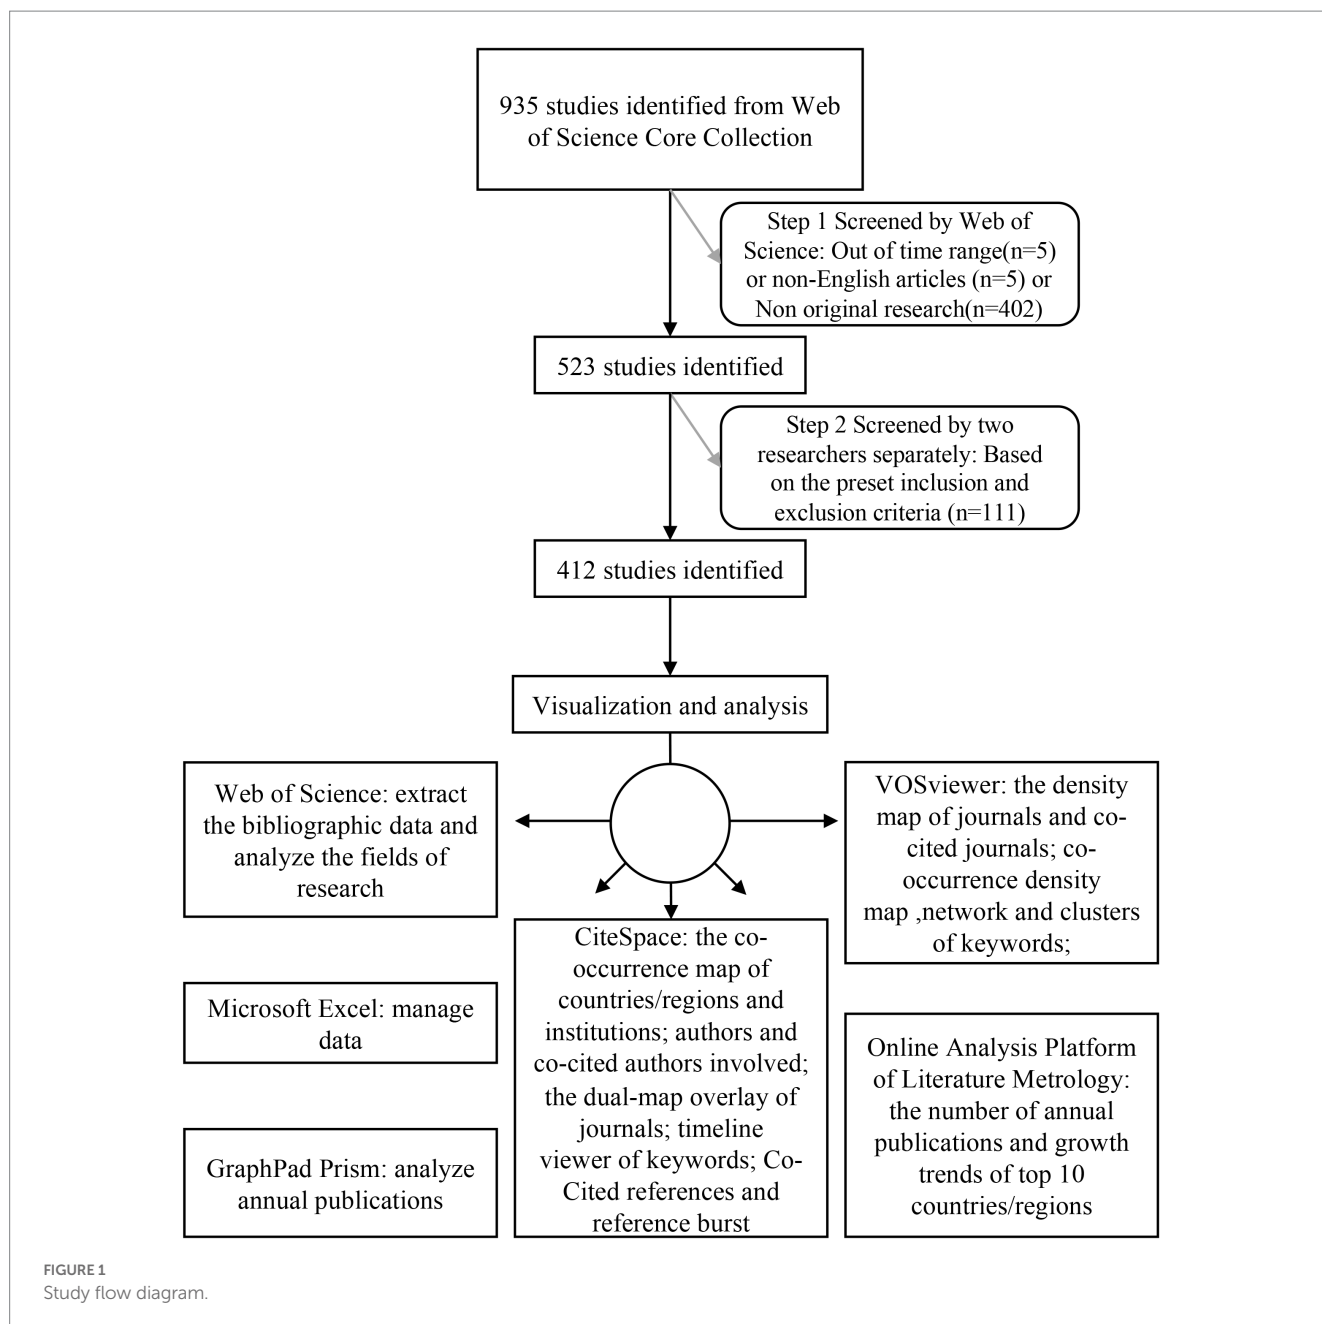 935 studies identified from Web
of Science Core Collection
Step 1 Screened by Web of
Science: Out of time range(n=5)
or non-English articles (n=5) or
Non original research(n=402)
523 studies identified
Step 2 Screened by two
researchers separately: Based
on the preset inclusion and
exclusion criteria (n=111)
412 studies identified
Visualization and analysis
Web of Science: extract
the bibliographic data and
analyze the fields of
research
Microsoft Excel: manage
data
GraphPad Prism: analyze
annual publications
CiteSpace: the co-
occurrence map of
countries/regions and
institutions; authors and
co-cited authors involved;
the dual-map overlay of
journals; timeline
viewer of keywords; Co-
Cited references and
reference burst
VOSviewer: the density
map of journals and co-
cited journals; co-
occurrence density
map ,network and clusters
of keywords;
Online Analysis Platform
of Literature Metrology:
the number of annual
publications and growth
trends of top 10
countries/regions
FIGURE 1
Study flow diagram.